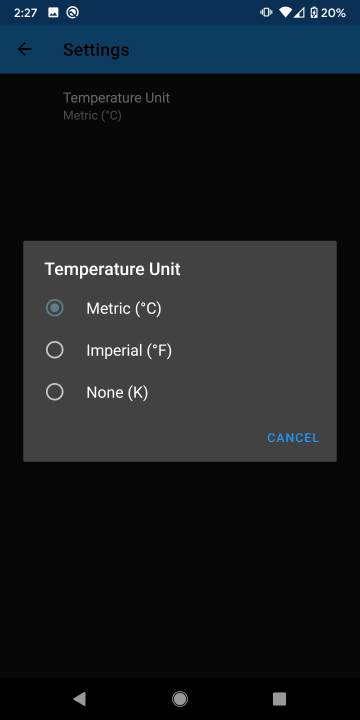 2:27
20%
Settings
Temperature Unit
Metric (°C)
Temperature Unit
Metric (°C)
Imperial (°F)
None (K)
CANCEL